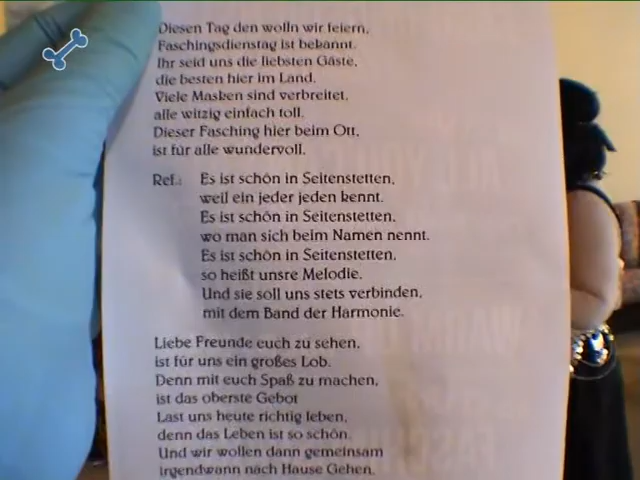 Diesen Tag den wolln wir feiern,
Faschingsdienstag ist bekannt.
Ihr seid uns die liebsten Gäste,
die besten hier im Land.
Viele Masken sind verbreitet,
alle witzig einfach toll.
Dieser Fasching hier beim Ott,
ist für alle wundervoll.
Ref.: Es ist schön in Seitenstetten,
weil ein jeder jeden kennt.
Es ist schön in Seitenstetten,
wo man sich beim Namen nennt.
Es ist schön in Seitenstetten,
so heißt unsre Melodie.
Und sie soll uns stets verbinden,
mit dem Band der Harmonie.
Liebe Freunde euch zu sehen,
ist für uns ein großes Lob.
Denn mit euch Spaß zu machen,
ist das oberste Gebot
Last uns heute richtig leben,
denn das Leben ist so schön.
Und wir wollen dann gemeinsam
irgendwann nach Hause Gehen.